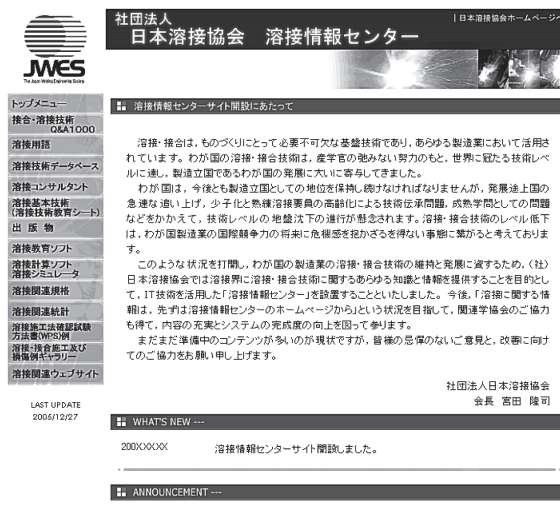 社団法人
日本溶接協会 溶接情報センター
| 日本溶接協会ホームページへ
JWES
The Japan Welding Engineering Society
トップメニュー
接合・溶接技術
Q&A1000
溶接用語
溶接技術データベース
溶接コンサルタント
溶接基本技術
(溶接技術教育シート)
出 版 物
溶接教育ソフト
溶接計算ソフト
溶接シミュレータ
溶接関連規格
溶接関連統計
溶接施工法確認試験
方法書(WPS)例
溶接・接合施工及び
損傷例ギャラリー
溶接関連ウェブサイト
LAST UPDATE
2005/12/27
溶接情報センターサイト開設にあたって
溶接・接合は,ものづくりにとって必要不可欠な基盤技術であり,あらゆる製造業において活用さ
れています。わが国の溶接・接合技術は,産学官の弛みない努力のもと,世界に冠たる技術レベ
ルに達し,製造立国であるわが国の発展に大いに寄与してきました。
わが国は,今後とも製造立国としての地位を保持し続けなければなりませんが,発展途上国の
急速な追い上げ,少子化と熟練溶接要員の高齢化による技術伝承問題,成熟学問としての問題
などをかかえて,技術レベルの地盤沈下の進行が懸念されます。溶接・接合技術のレベル低下
は,わが国製造業の国際競争力の将来に危機感を抱かざるを得ない事態に繋がると考えておりま
す。
このような状況を打開し,わが国の製造業の溶接・接合技術の維持と発展に資するため,(社)
日本溶接協会では溶接界に溶接・接合技術に関するあらゆる知識と情報を提供することを目的とし
て,IT技術を活用した「溶接情報センター」を設置することといたしました。今後,「溶接に関する情
報は,先ずは溶接情報センターのホームページから」という状況を目指して,関連学協会のご協力
も得て,内容の充実とシステムの完成度の向上を図って参ります。
まだまだ準備中のコンテンツが多いのが現状ですが,皆様の忌憚のないご意見と,改善に向け
てのご協力をお願い申し上げます。
社団法人日本溶接協会
会長 宮田 隆司
WHAT'S NEW ---
200XXXXX 溶接情報センターサイト開設しました。
ANNOUNCEMENT ---